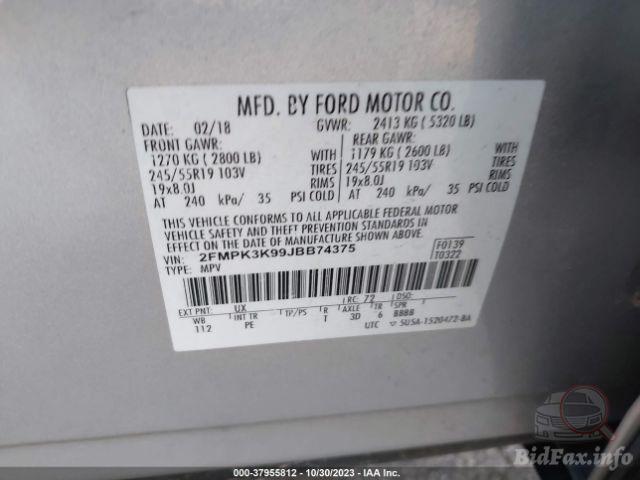 MFD. BY FORD MOTOR CO.
DATE: 02/18 GVWR: 2413 KG ( 5320 LB)
FRONT GAWR: REAR GAWR:
1270 KG ( 2800 LB) WITH 1179 KG ( 2600 LB) WITH
245/55R19 103V TIRES 245/55R19 103V TIRES
19x8.0J RIMS 19x8.0J RIMS
AT 240 kPa/ 35 PSI COLD AT 240 kPa/ 35 PSI COLD
THIS VEHICLE CONFORMS TO ALL APPLICABLE FEDERAL MOTOR
VEHICLE SAFETY AND THEFT PREVENTION STANDARDS IN
EFFECT ON THE DATE OF MANUFACTURE SHOWN ABOVE.
VIN: 2FMPK3K99JBB74375 F0139
TYPE: MPV T0322
EXT PNT: UX RC: 72 DSO:
WB INT TR TP/PS R AXLE TR SPR
112 PE T 3D 6 BBBB
UTC 5U5A-1520472-BA
000-37955812 - 10/30/2023 - IAA Inc.
BidFax.info